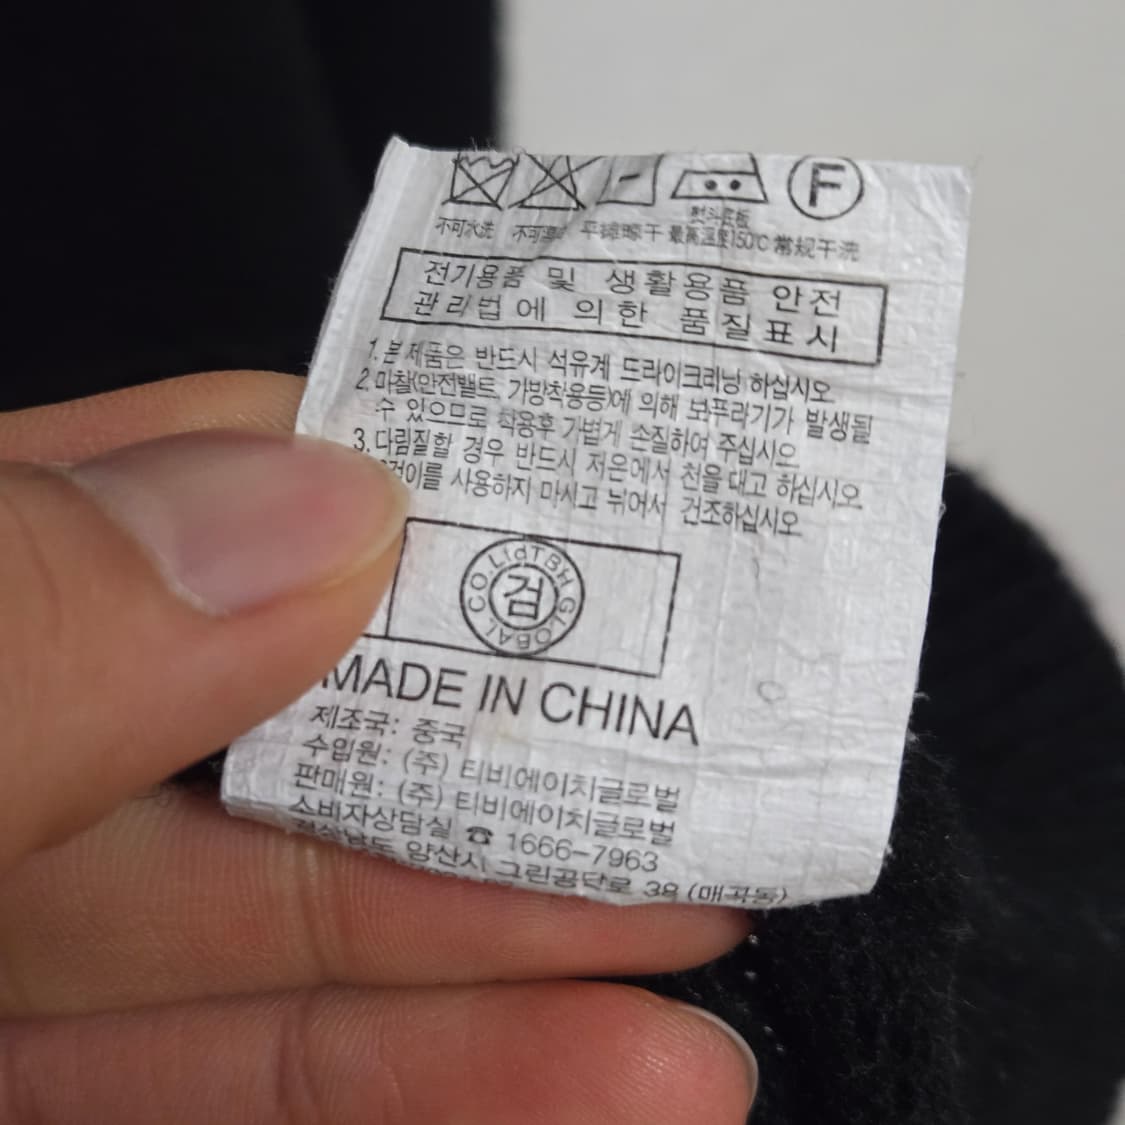 F
熨斗底板
不可水洗 不可漂 平摊晾干 最高温度150℃ 常规干洗
전기용품 및 생활용품 안전
관리법에 의한 품질표시
1. 본 제품은 반드시 석유계 드라이크리닝 하십시오.
2. 마찰(안전밸트, 가방착용등)에 의해 보푸라기가 발생될
수 있으므로 착용후 가볍게 손질하여 주십시오.
3. 다림질할 경우 반드시 저온에서 천을 대고 하십시오.
걸이를 사용하지 마시고 뉘어서 건조하십시오.
TBH GLOBAL CO.Ltd
검
MADE IN CHINA
제조국: 중국
수입원: (주) 티비에이치글로벌
판매원: (주) 티비에이치글로벌
소비자상담실 ☎ 1666-7963
경상남도 양산시 그린공단로 38 (매곡동)